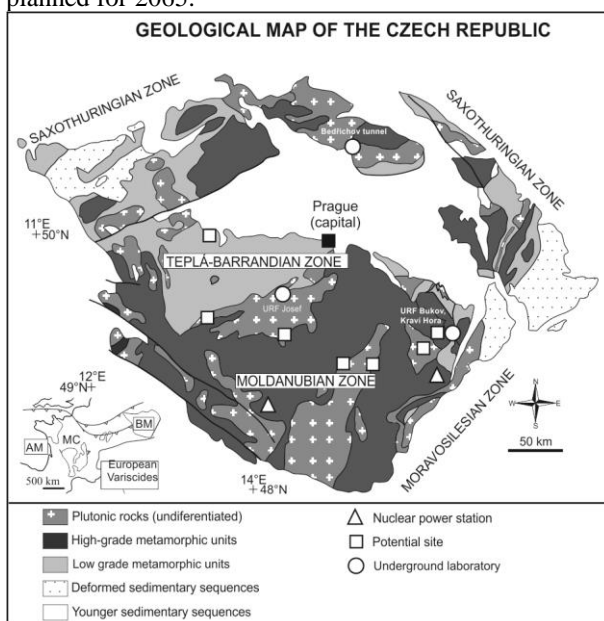 planned for 2065.
GEOLOGICAL MAP OF THE CZECH REPUBLIC
SAXOTHURINGIAN ZONE
SAXOTHURINGIAN ZONE
Bedřichov tunnel
Prague
(capital)
11°E
+50°N
TEPLÁ-BARRANDIAN ZONE
URF Josef
URF Bukov,
Kravi Hora
12°E
49°N+
MOLDANUBIAN ZONE
MORAVOSILESIAN ZONE
N
W
E
S
50 km
BM
MC
AM
European
Variscides
500 km
14°E
+48°N
Plutonic rocks (undifferentiated)
High-grade metamorphic units
Low grade metamorphic units
Deformed sedimentary sequences
Younger sedimentary sequences
Nuclear power station
Potential site
Underground laboratory